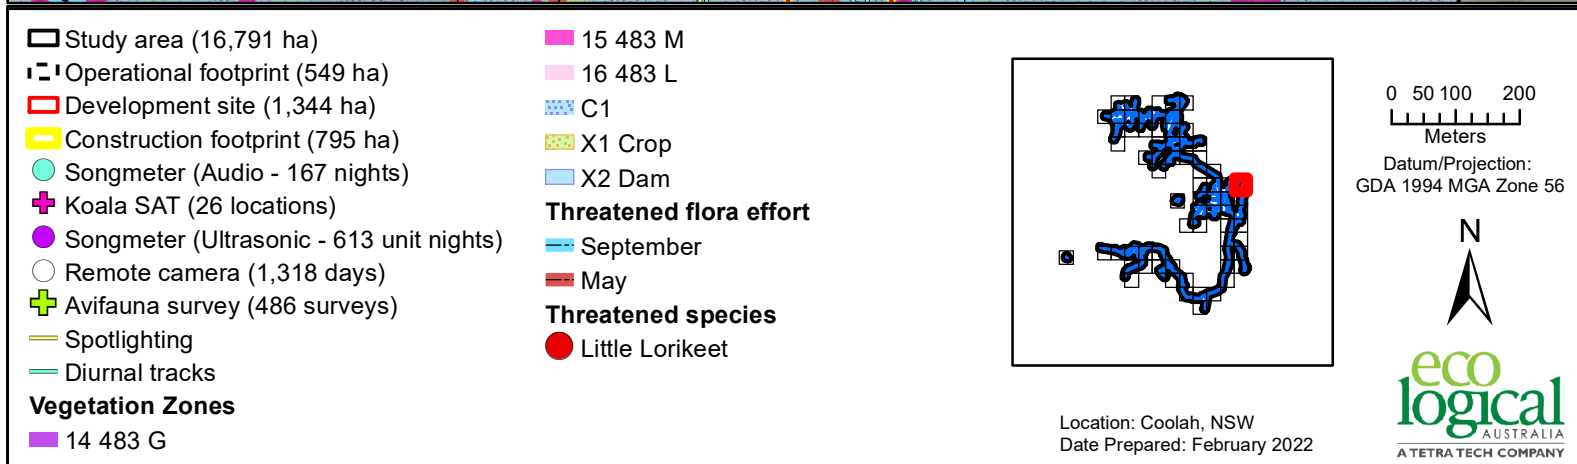 Study area (16,791 ha)
Operational footprint (549 ha)
Development site (1,344 ha)
Construction footprint (795 ha)
Songmeter (Audio - 167 nights)
Koala SAT (26 locations)
Songmeter (Ultrasonic - 613 unit nights)
Remote camera (1,318 days)
Avifauna survey (486 surveys)
Spotlighting
Diurnal tracks
Vegetation Zones
14 483 G
15 483 M
16 483 L
C1
X1 Crop
X2 Dam
Threatened flora effort
September
May
Threatened species
Little Lorikeet
Location: Coolah, NSW
Date Prepared: February 2022
0 50 100 200
Meters
Datum/Projection:
GDA 1994 MGA Zone 56
N
eco
logical
AUSTRALIA
A TETRA TECH COMPANY